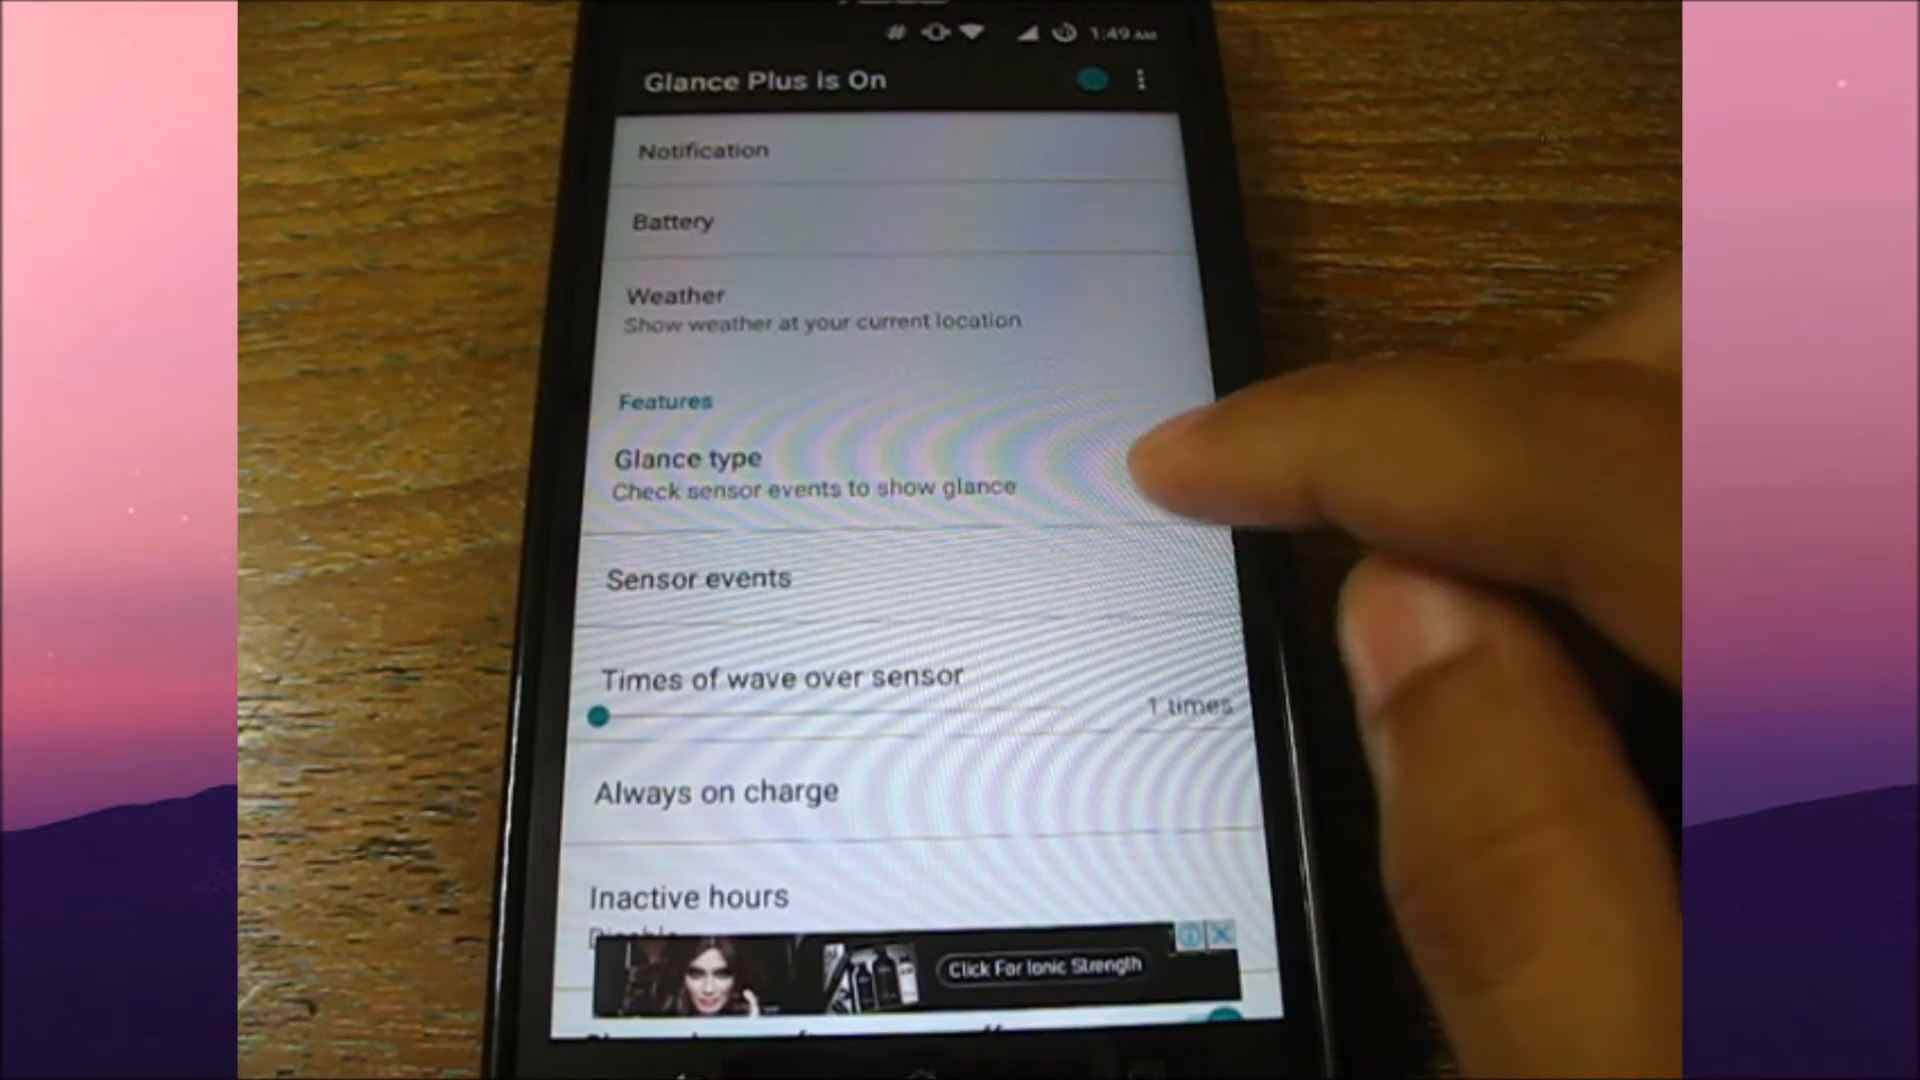 # 1:49 AM
Glance Plus is On
Notification
Battery
Weather
Show weather at your current location
Features
Glance type
Check sensor events to show glance
Sensor events
Times of wave over sensor
1 times
Always on charge
Inactive hours
Click For Ionic Strength